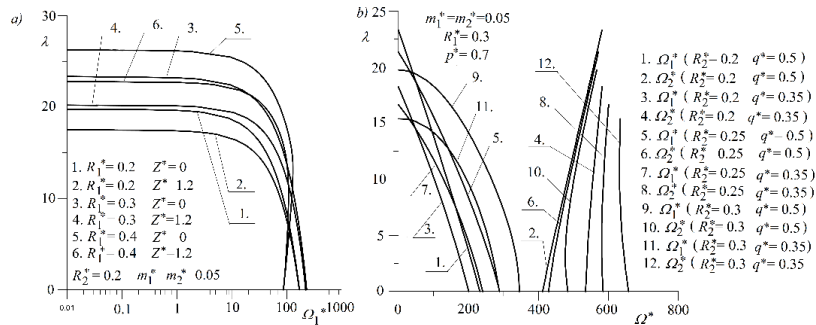 a)
30
λ
20
10
0
0.01
0.1
1
10
100
1000
Ω₁*
4.
6.
3.
5.
2.
1.
1. R₁*= 0.2 Z*= 0
2. R₁*= 0.2 Z* 1.2
3. R₁*= 0.3 Z*= 0
4. R₁*– 0.3 Z*= 1.2
5. R₁*= 0.4 Z* 0
6. R₁*– 0.4 Z*– 1.2
R₂*= 0.2 m₁* m₂* 0.05
b)
25
λ
20
15
10
5
0
0
200
400
600
800
Ω*
m₁*=m₂*=0.05
R₁*=0.3
p*=0.7
9.
11.
5.
7.
3.
1.
12.
8.
4.
10.
6.
2.
1. Ω₁* ( R₂*– 0.2 q*= 0.5)
2. Ω₂* ( R₂*= 0.2 q*= 0.5)
3. Ω₁* ( R₂*= 0.2 q*= 0.35)
4. Ω₂* ( R₂*= 0.2 q*= 0.35)
5. Ω₁* ( R₂*= 0.25 q*– 0.5)
6. Ω₂* ( R₂* 0.25 q*= 0.5)
7. Ω₁* ( R₂*= 0.25 q*= 0.35)
8. Ω₂* ( R₂*= 0.25 q*= 0.35)
9. Ω₁* ( R₂*= 0.3 q*= 0.5)
10. Ω₂* ( R₂*= 0.3 q*= 0.5)
11. Ω₁* ( R₂*= 0.3 q*= 0.35)
12. Ω₂* ( R₂*= 0.3 q*= 0.35